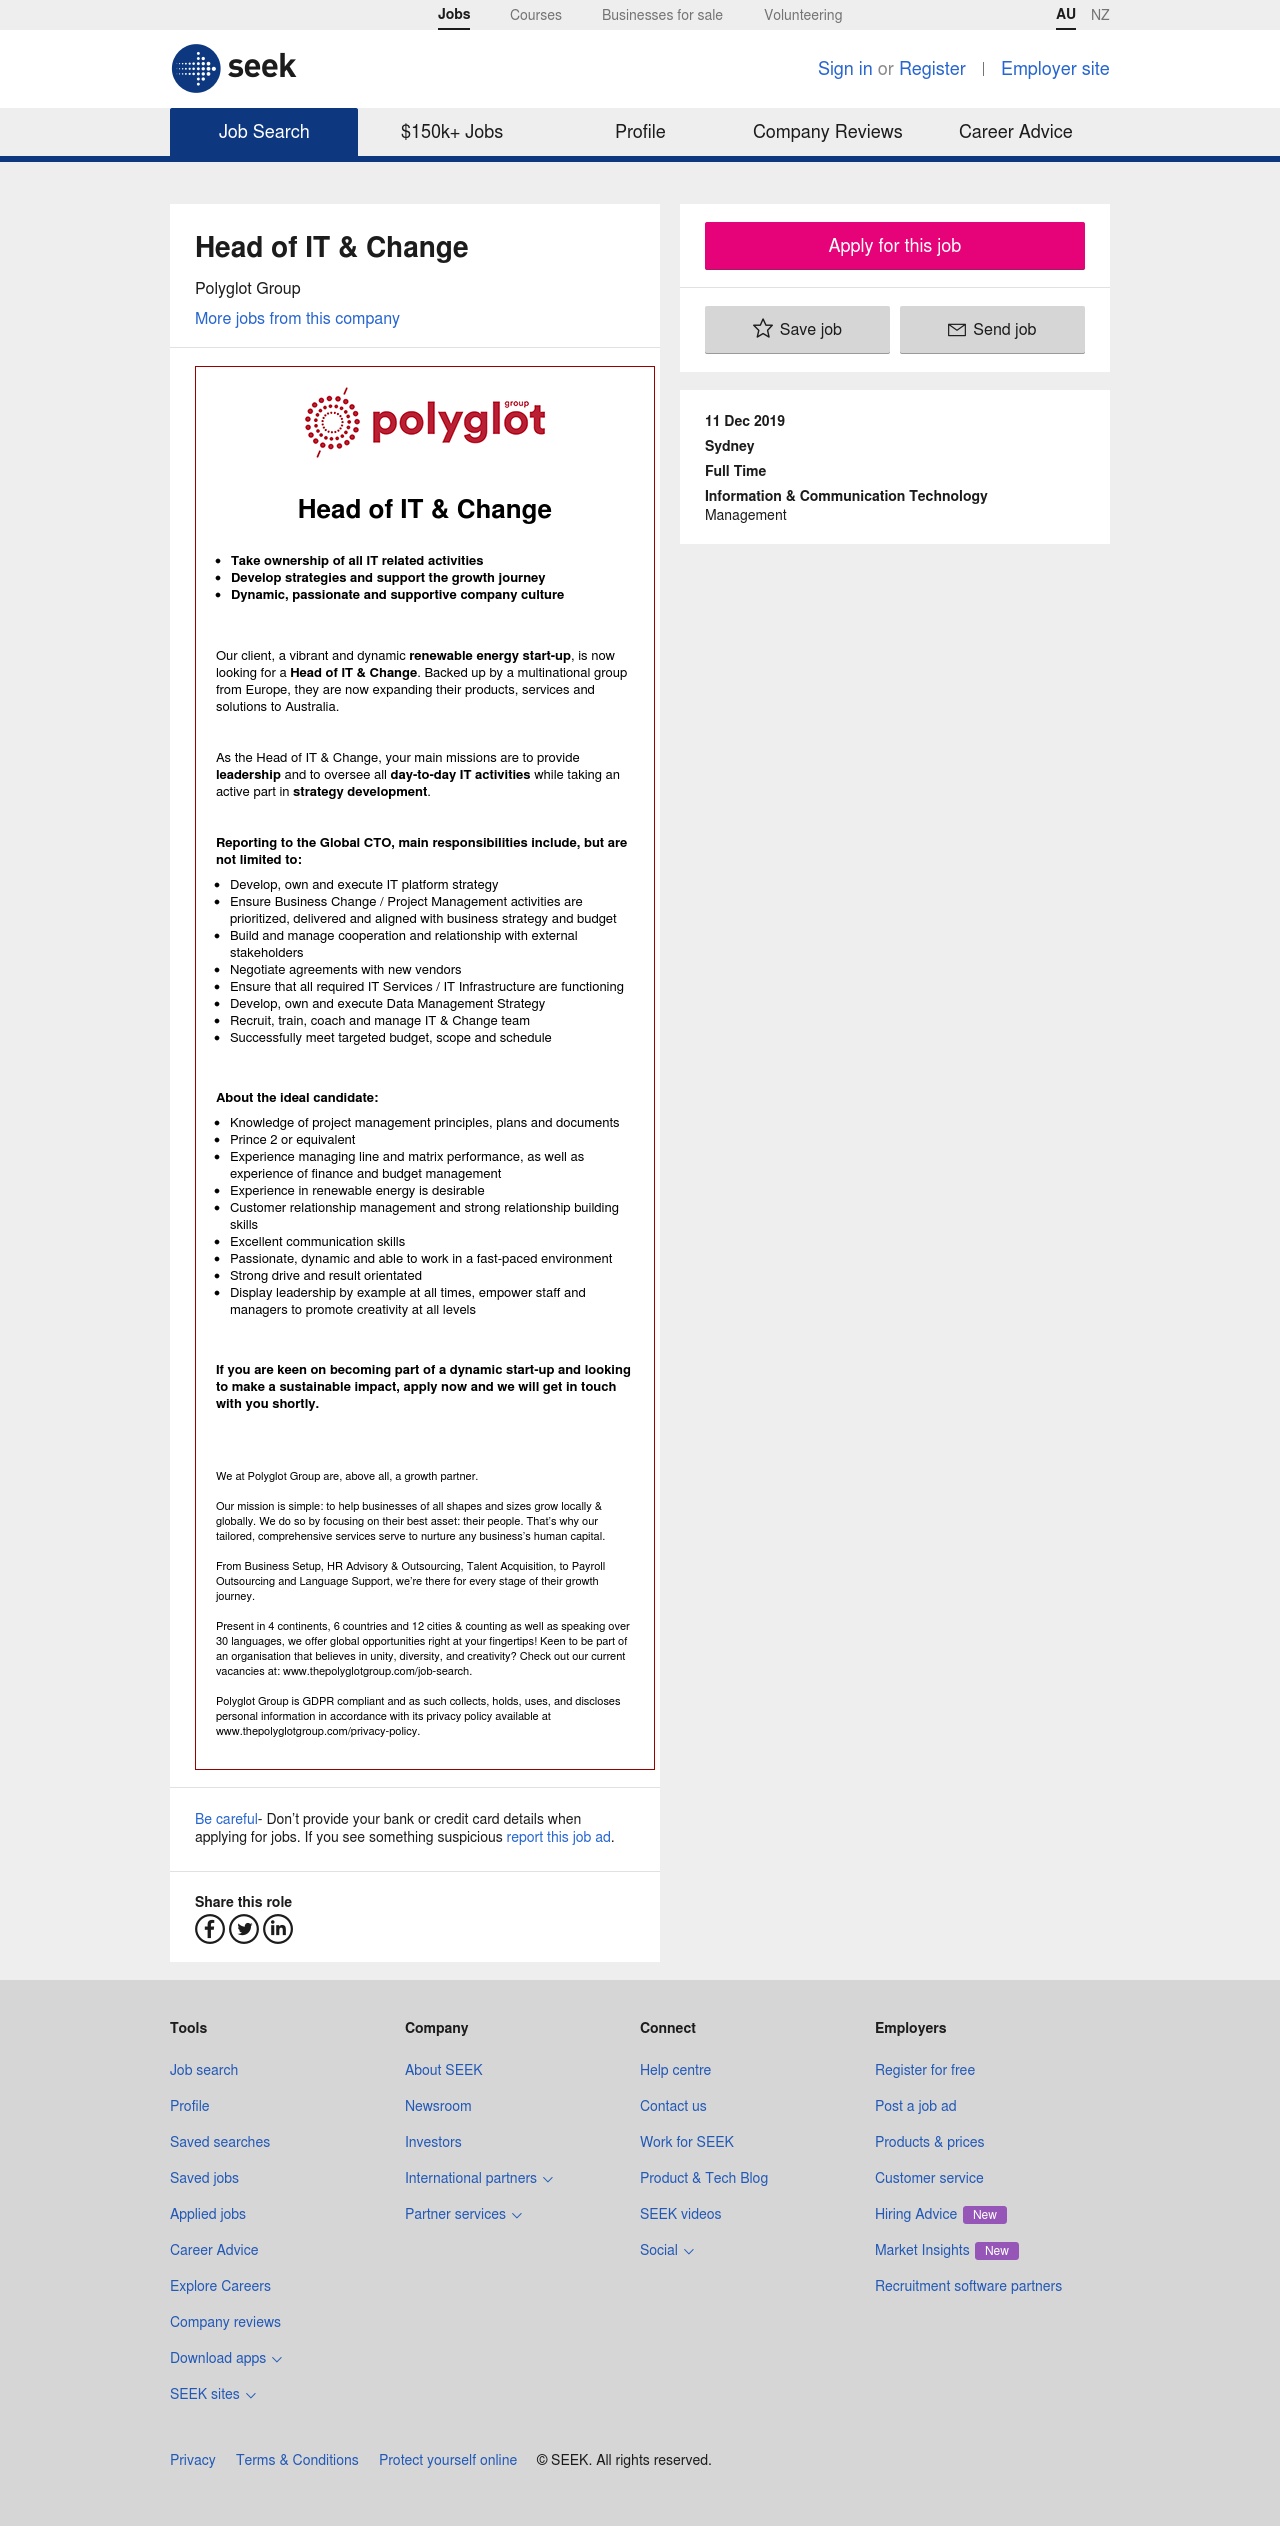 Jobs Courses Businesses for sale Volunteering AU NZ
seek
Sign in or Register Employer site
Job Search $150k+ Jobs Profile Company Reviews Career Advice
Head of IT & Change
Polyglot Group
More jobs from this company
polyglot group
Head of IT & Change
• Take ownership of all IT related activities
• Develop strategies and support the growth journey
• Dynamic, passionate and supportive company culture
Our client, a vibrant and dynamic renewable energy start-up, is now
looking for a Head of IT & Change. Backed up by a multinational group
from Europe, they are now expanding their products, services and
solutions to Australia.
As the Head of IT & Change, your main missions are to provide
leadership and to oversee all day-to-day IT activities while taking an
active part in strategy development.
Reporting to the Global CTO, main responsibilities include, but are
not limited to:
• Develop, own and execute IT platform strategy
• Ensure Business Change / Project Management activities are
prioritized, delivered and aligned with business strategy and budget
• Build and manage cooperation and relationship with external
stakeholders
• Negotiate agreements with new vendors
• Ensure that all required IT Services / IT Infrastructure are functioning
• Develop, own and execute Data Management Strategy
• Recruit, train, coach and manage IT & Change team
• Successfully meet targeted budget, scope and schedule
About the ideal candidate:
• Knowledge of project management principles, plans and documents
• Prince 2 or equivalent
• Experience managing line and matrix performance, as well as
experience of finance and budget management
• Experience in renewable energy is desirable
• Customer relationship management and strong relationship building
skills
• Excellent communication skills
• Passionate, dynamic and able to work in a fast-paced environment
• Strong drive and result orientated
• Display leadership by example at all times, empower staff and
managers to promote creativity at all levels
If you are keen on becoming part of a dynamic start-up and looking
to make a sustainable impact, apply now and we will get in touch
with you shortly.
We at Polyglot Group are, above all, a growth partner.
Our mission is simple: to help businesses of all shapes and sizes grow locally &
globally. We do so by focusing on their best asset: their people. That's why our
tailored, comprehensive services serve to nurture any business's human capital.
From Business Setup, HR Advisory & Outsourcing, Talent Acquisition, to Payroll
Outsourcing and Language Support, we're there for every stage of their growth
journey.
Present in 4 continents, 6 countries and 12 cities & counting as well as speaking over
30 languages, we offer global opportunities right at your fingertips! Keen to be part of
an organisation that believes in unity, diversity, and creativity? Check out our current
vacancies at: www.thepolyglotgroup.com/job-search.
Polyglot Group is GDPR compliant and as such collects, holds, uses, and discloses
personal information in accordance with its privacy policy available at
www.thepolyglotgroup.com/privacy-policy.
Be careful- Don't provide your bank or credit card details when
applying for jobs. If you see something suspicious report this job ad.
Share this role
Apply for this job
Save job Send job
11 Dec 2019
Sydney
Full Time
Information & Communication Technology
Management
Tools
Job search
Profile
Saved searches
Saved jobs
Applied jobs
Career Advice
Explore Careers
Company reviews
Download apps
SEEK sites
Company
About SEEK
Newsroom
Investors
International partners
Partner services
Connect
Help centre
Contact us
Work for SEEK
Product & Tech Blog
SEEK videos
Social
Employers
Register for free
Post a job ad
Products & prices
Customer service
Hiring Advice New
Market Insights New
Recruitment software partners
Privacy Terms & Conditions Protect yourself online © SEEK. All rights reserved.